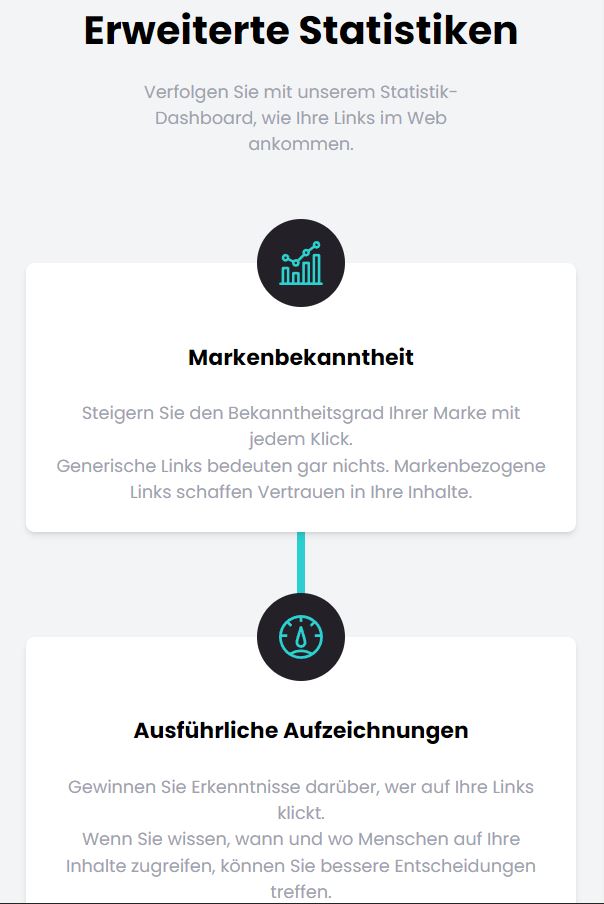 Erweiterte Statistiken
Verfolgen Sie mit unserem Statistik-
Dashboard, wie Ihre Links im Web
ankommen.
Markenbekanntheit
Steigern Sie den Bekanntheitsgrad Ihrer Marke mit
jedem Klick.
Generische Links bedeuten gar nichts. Markenbezogene
Links schaffen Vertrauen in Ihre Inhalte.
Ausführliche Aufzeichnungen
Gewinnen Sie Erkenntnisse darüber, wer auf Ihre Links
klickt.
Wenn Sie wissen, wann und wo Menschen auf Ihre
Inhalte zugreifen, können Sie bessere Entscheidungen
treffen.